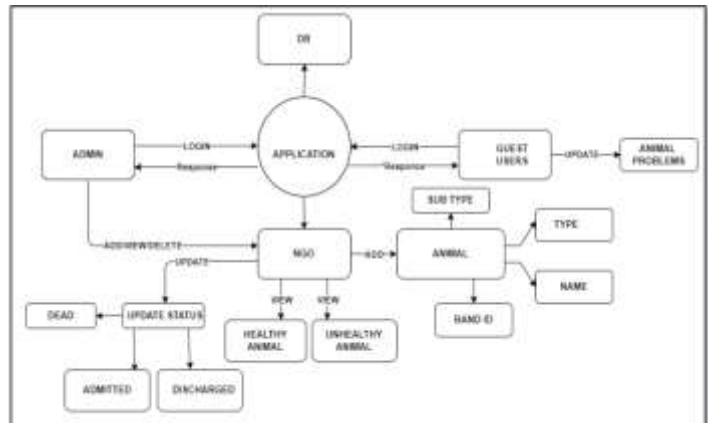 DB
ADMIN
LOGIN
Response
APPLICATION
LOGIN
Response
GUEST
USERS
UPDATE
ANIMAL
PROBLEMS
SUB TYPE
TYPE
ADD/VIEW/DELETE
NGO
ADD
ANIMAL
UPDATE
NAME
DEAD
UPDATE STATUS
VIEW
VIEW
BAND ID
HEALTHY
ANIMAL
UNHEALTHY
ANIMAL
ADMITTED
DISCHARGED